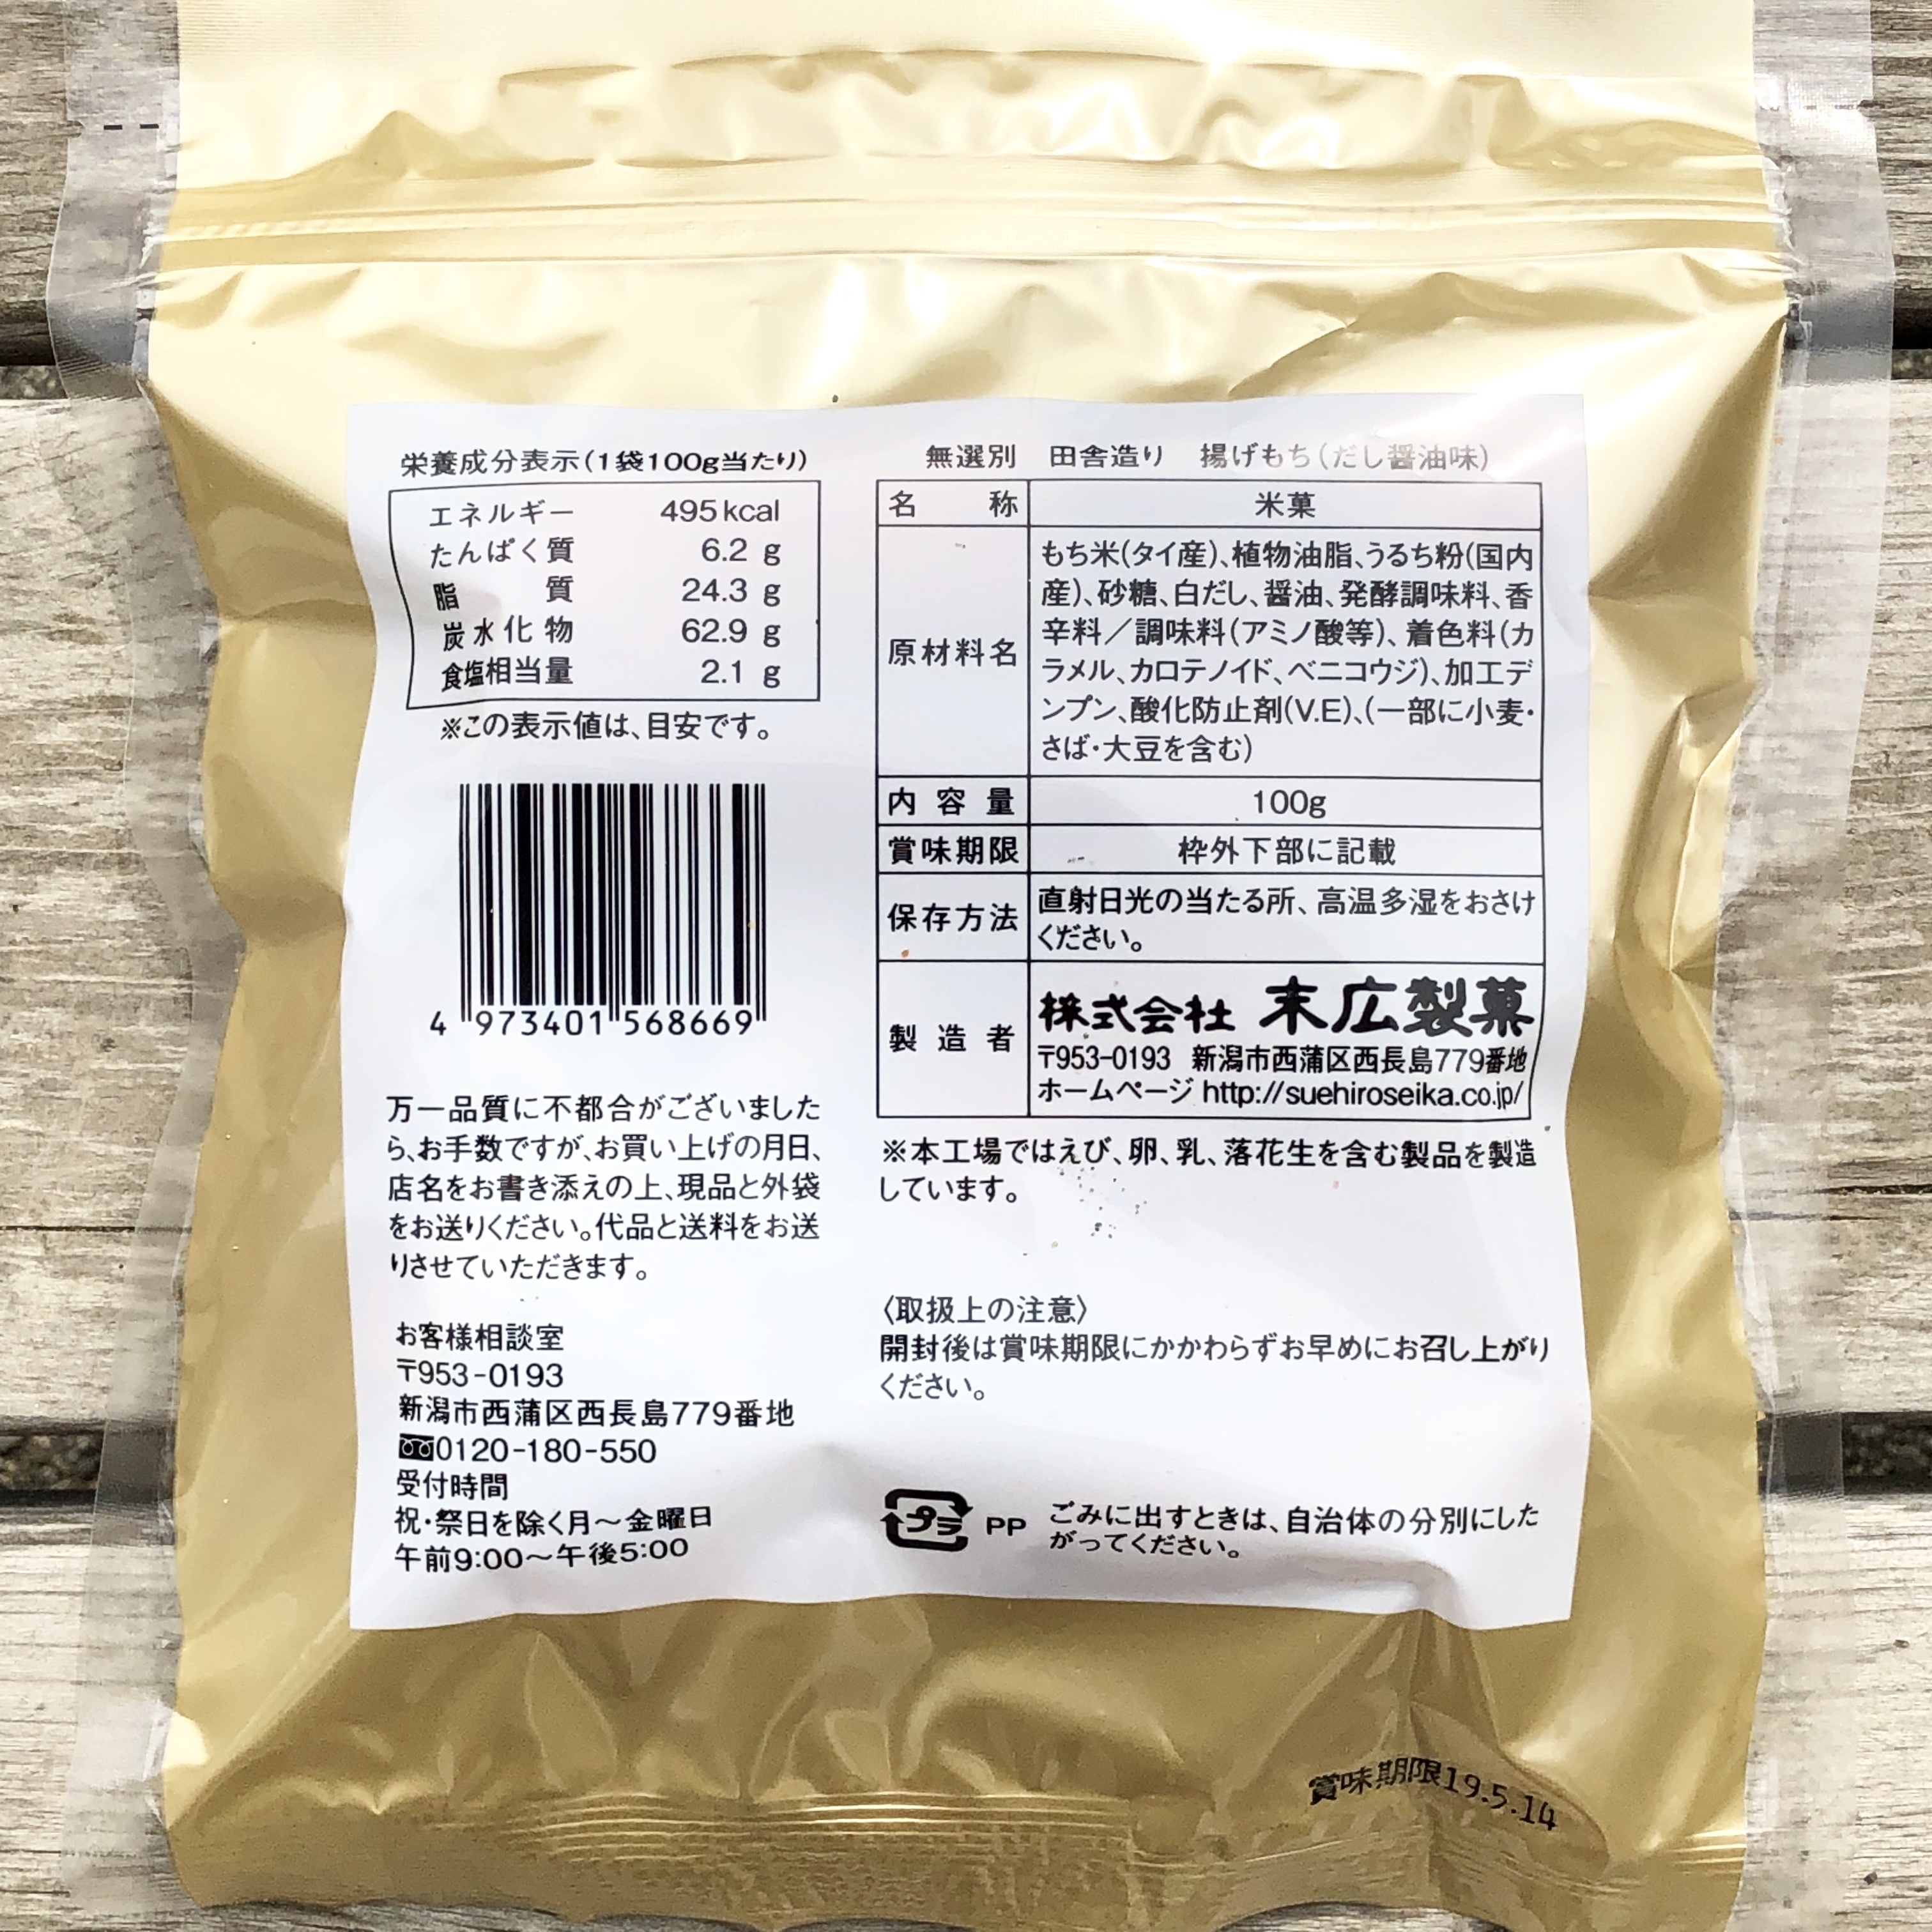 栄養成分表示(1袋100g当たり)
エネルギー 495kcal
たんぱく質 6.2 g
脂質 24.3 g
炭水化物 62.9 g
食塩相当量 2.1 g
※この表示値は、目安です。
4 973401 568669
万一品質に不都合がございました
ら、お手数ですが、お買い上げの月日、
店名をお書き添えの上、現品と外袋
をお送りください。代品と送料をお送
りさせていただきます。
お客様相談室
〒953-0193
新潟市西蒲区西長島779番地
0120-180-550
受付時間
祝・祭日を除く月〜金曜日
午前9:00〜午後5:00
無選別 田舎造り 揚げもち(だし醤油味)
名称 米菓
原材料名
もち米(タイ産)、植物油脂、うるち粉(国内
産)、砂糖、白だし、醤油、発酵調味料、香
辛料/調味料(アミノ酸等)、着色料(カ
ラメル、カロテノイド、ベニコウジ)、加工デ
ンプン、酸化防止剤(V.E)、(一部に小麦・
さば・大豆を含む)
内容量 100g
賞味期限 枠外下部に記載
保存方法 直射日光の当たる所、高温多湿をおさけ
ください。
製造者 株式会社 末広製菓
〒953-0193 新潟市西蒲区西長島779番地
ホームページ http://suehiroseika.co.jp/
※本工場ではえび、卵、乳、落花生を含む製品を製造
しています。
〈取扱上の注意〉
開封後は賞味期限にかかわらずお早めにお召し上がり
ください。
プラ PP ごみに出すときは、自治体の分別にした
がってください。
賞味期限19.5.14